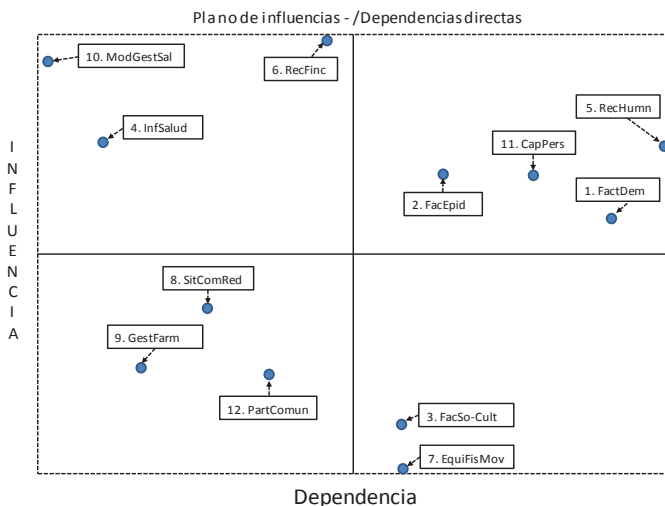 Plano de influencias - /Dependencias directas
10. ModGestSal
6. RecFinc
4. InfSalud
5. RecHumn
11. CapPers
2. FacEpid
1. FactDem
INFLUENCIA
8. SitComRed
9. GestFarm
12. PartComun
3. FacSo-Cult
7. EquiFisMov
Dependencia